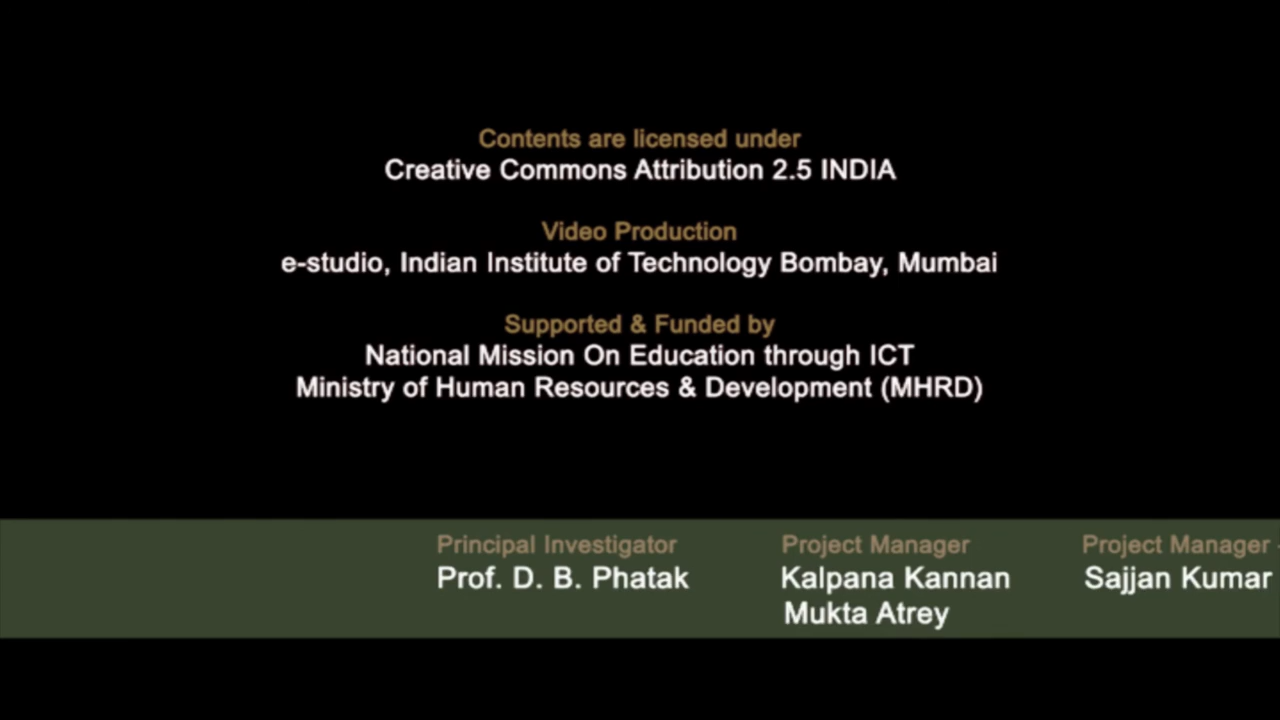 Contents are licensed under
Creative Commons Attribution 2.5 INDIA
Video Production
e-studio, Indian Institute of Technology Bombay, Mumbai
Supported & Funded by
National Mission On Education through ICT
Ministry of Human Resources & Development (MHRD)
Principal Investigator
Prof. D. B. Phatak
Project Manager
Kalpana Kannan
Mukta Atrey
Project Manager -
Sajjan Kumar